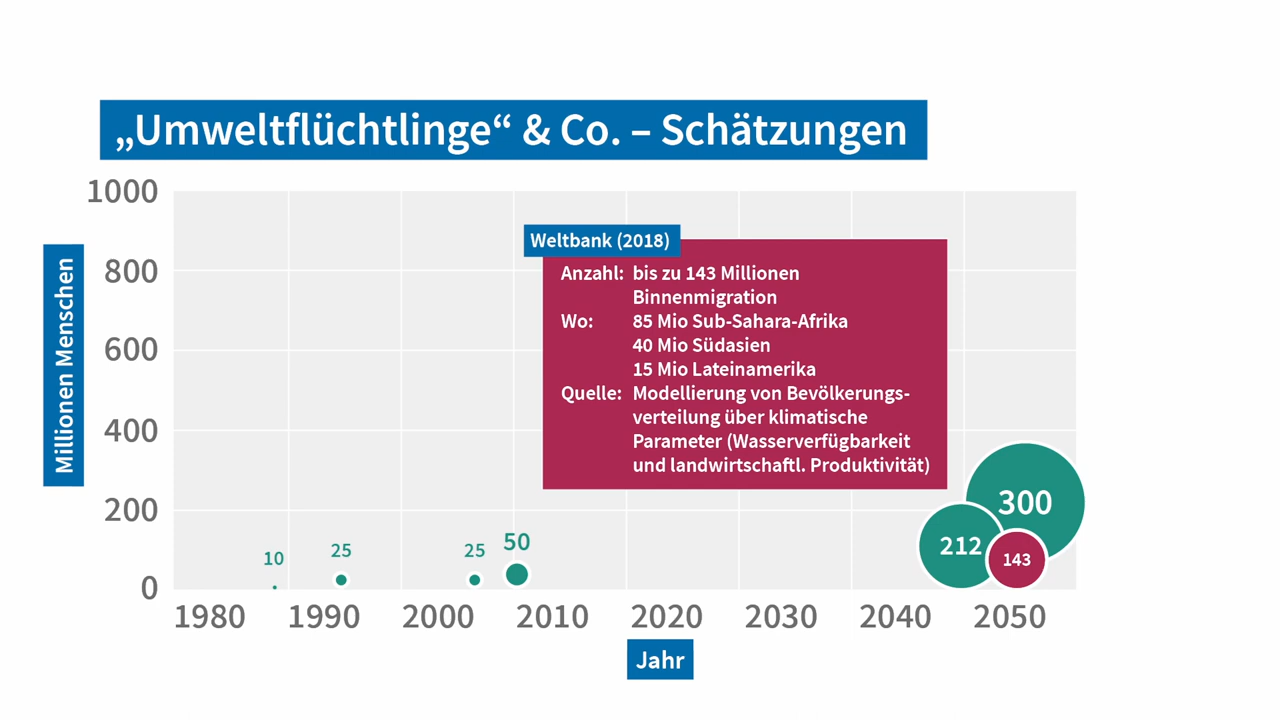 „Umweltflüchtlinge“ & Co. – Schätzungen
1000
800
600
400
200
0
Millionen Menschen
Weltbank (2018)
Anzahl: bis zu 143 Millionen
Binnenmigration
Wo: 85 Mio Sub-Sahara-Afrika
40 Mio Südasien
15 Mio Lateinamerika
Quelle: Modellierung von Bevölkerungs-
verteilung über klimatische
Parameter (Wasserverfügbarkeit
und landwirtschaftl. Produktivität)
10
25
25
50
212
300
143
1980 1990 2000 2010 2020 2030 2040 2050
Jahr